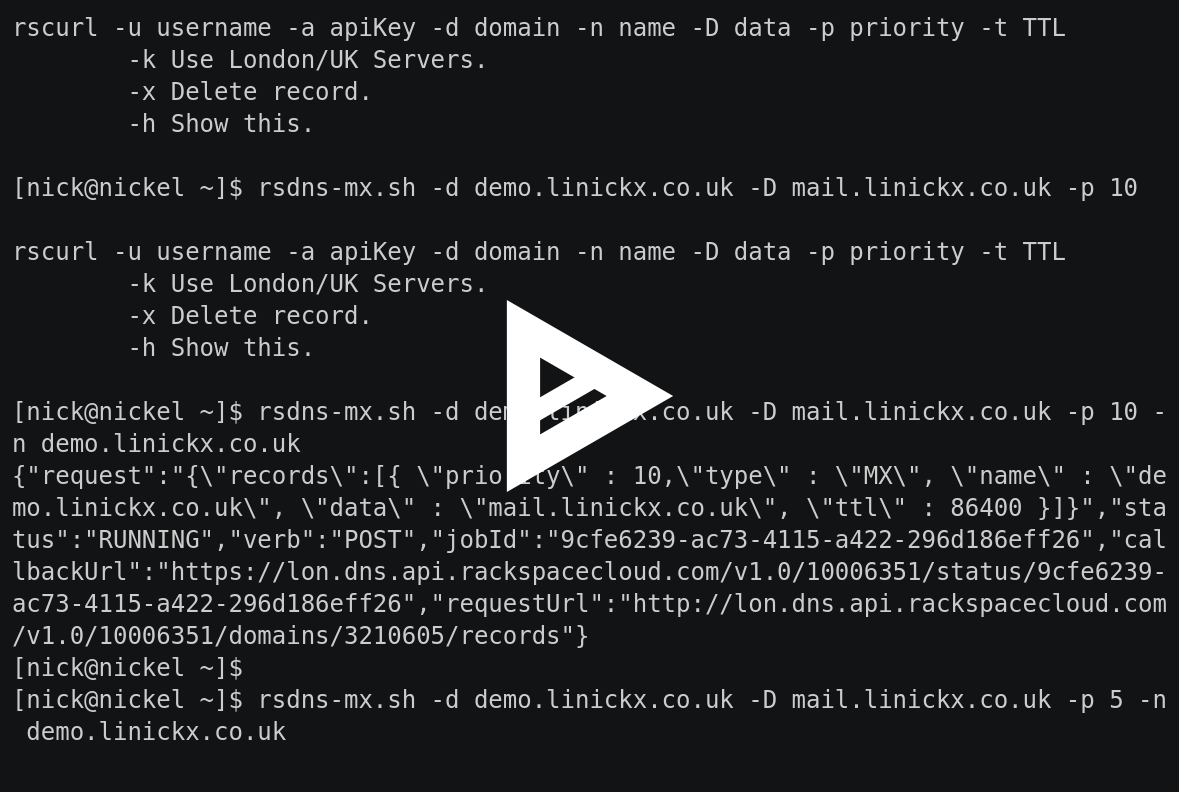 rscurl -u username -a apiKey -d domain -n name -D data -p priority -t TTL
-k Use London/UK Servers.
-x Delete record.
-h Show this.
[nick@nickel ~]$ rsdns-mx.sh -d demo.linickx.co.uk -D mail.linickx.co.uk -p 10
rscurl -u username -a apiKey -d domain -n name -D data -p priority -t TTL
-k Use London/UK Servers.
-x Delete record.
-h Show this.
[nick@nickel ~]$ rsdns-mx.sh -d demo.linickx.co.uk -D mail.linickx.co.uk -p 10 -
n demo.linickx.co.uk
{"request":"{\"records\":[{ \"priority\" : 10,\"type\" : \"MX\", \"name\" : \"de
mo.linickx.co.uk\", \"data\" : \"mail.linickx.co.uk\", \"ttl\" : 86400 }]}","sta
tus":"RUNNING","verb":"POST","jobId":"9cfe6239-ac73-4115-a422-296d186eff26","cal
lbackUrl":"https://lon.dns.api.rackspacecloud.com/v1.0/10006351/status/9cfe6239-
ac73-4115-a422-296d186eff26","requestUrl":"http://lon.dns.api.rackspacecloud.com
/v1.0/10006351/domains/3210605/records"}
[nick@nickel ~]$
[nick@nickel ~]$ rsdns-mx.sh -d demo.linickx.co.uk -D mail.linickx.co.uk -p 5 -n
demo.linickx.co.uk